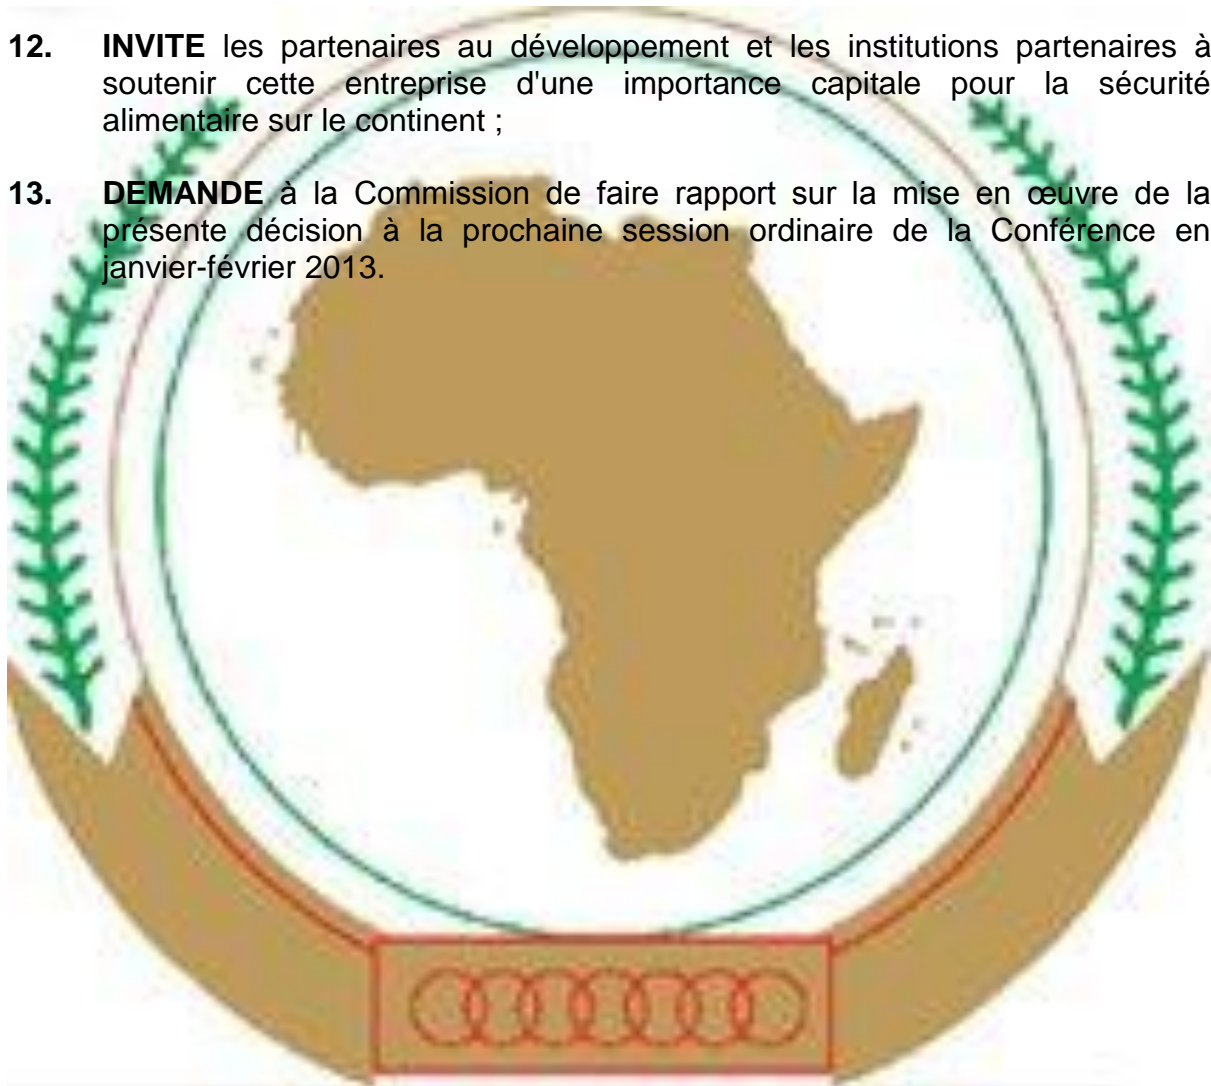 12. INVITE les partenaires au développement et les institutions partenaires à
soutenir cette entreprise d'une importance capitale pour la sécurité
alimentaire sur le continent ;
13. DEMANDE à la Commission de faire rapport sur la mise en œuvre de la
présente décision à la prochaine session ordinaire de la Conférence en
janvier-février 2013.